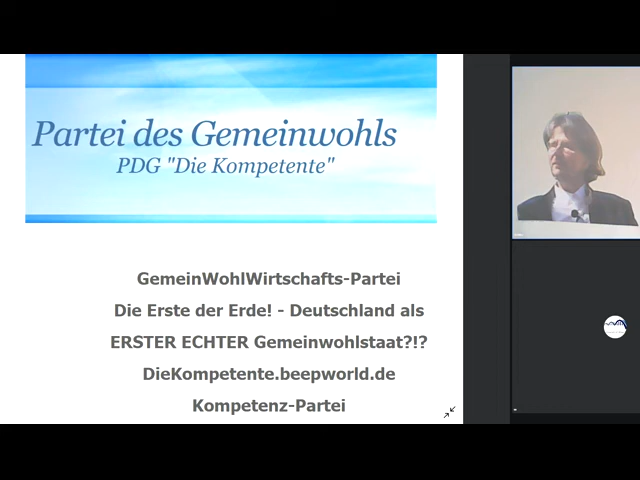 Partei des Gemeinwohls
PDG "Die Kompetente"
GemeinWohlWirtschafts-Partei
Die Erste der Erde! - Deutschland als
ERSTER ECHTER Gemeinwohlstaat?!?
DieKompetente.beepworld.de
Kompetenz-Partei